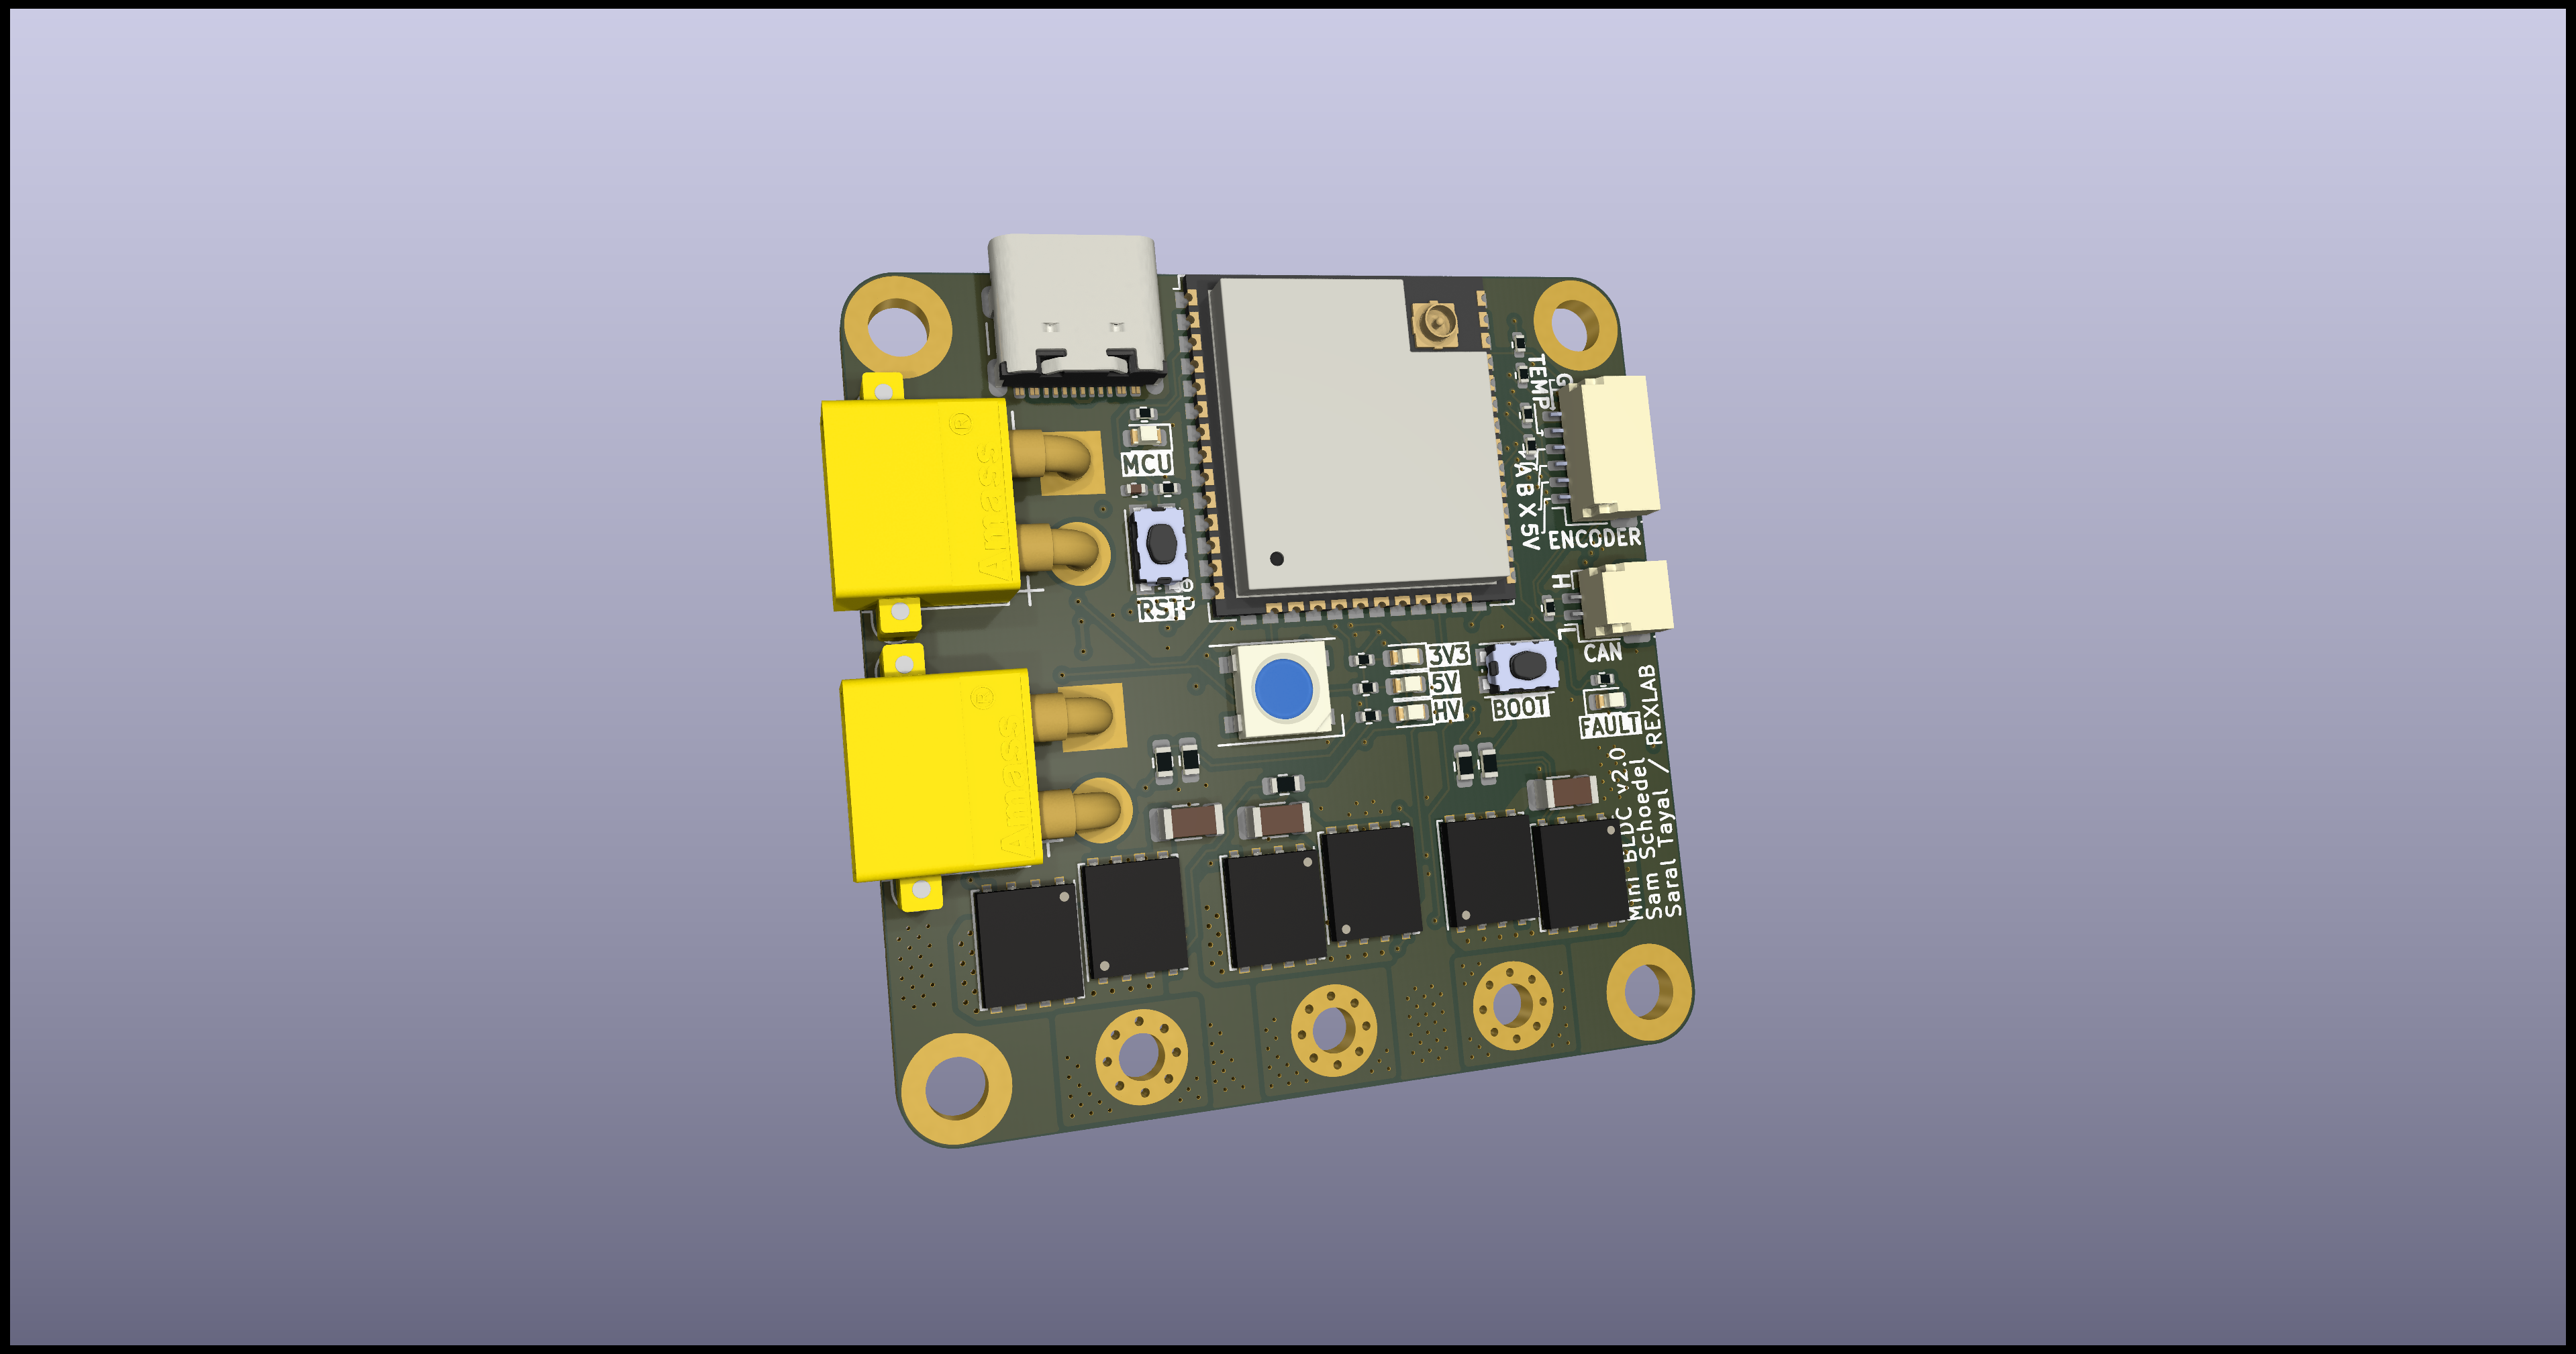 Amass®
MCU
RST
Amass®
TEMP
G
A B X 5V
ENCODER
H
L
CAN
3V3
5V
HV
BOOT
FAULT
Mini BLDC v2.0
Sam Schoedel
Saral Tayal / REXLAB
+